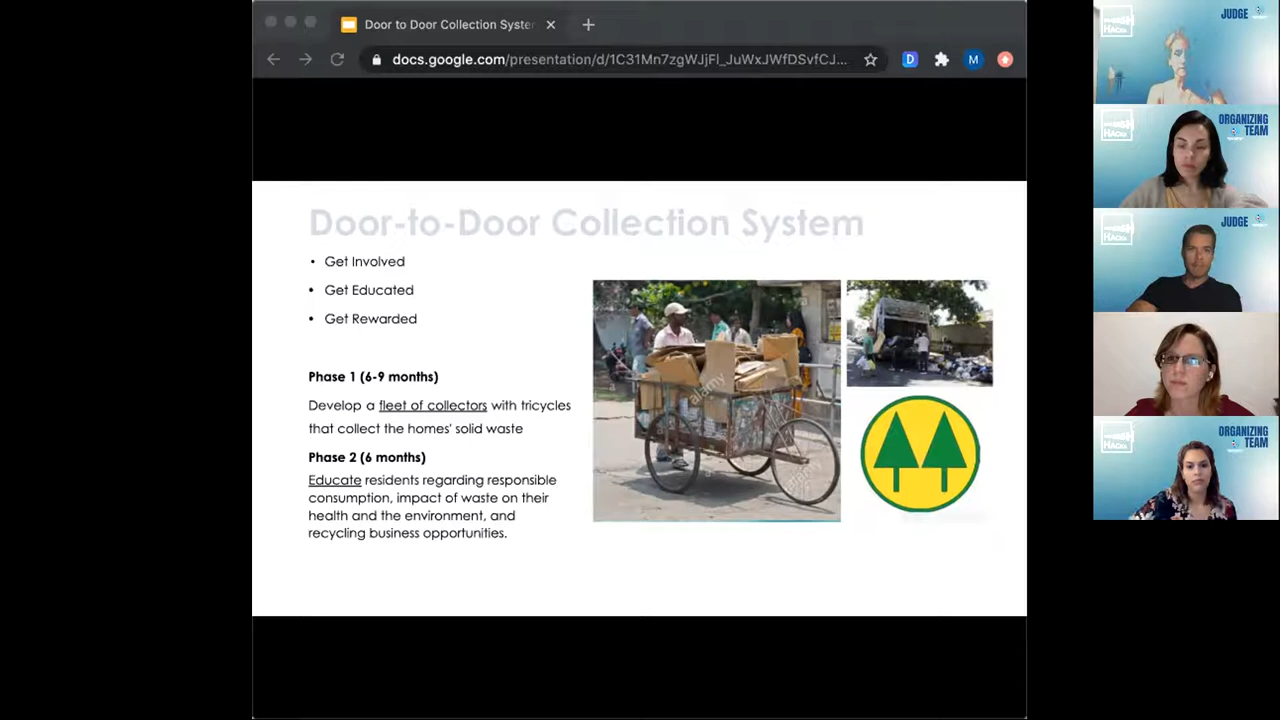 Door to Door Collection Syster
docs.google.com/presentation/d/1C31Mn7zgWJjFl_JuWxJWfDSvfCJ...
D
M
Door-to-Door Collection System
• Get Involved
• Get Educated
• Get Rewarded
Phase 1 (6-9 months)
Develop a fleet of collectors with tricycles
that collect the homes' solid waste
Phase 2 (6 months)
Educate residents regarding responsible
consumption, impact of waste on their
health and the environment, and
recycling business opportunities.
alamy
JUDGE
ORGANIZING
TEAM
JUDGE
ORGANIZING
TEAM